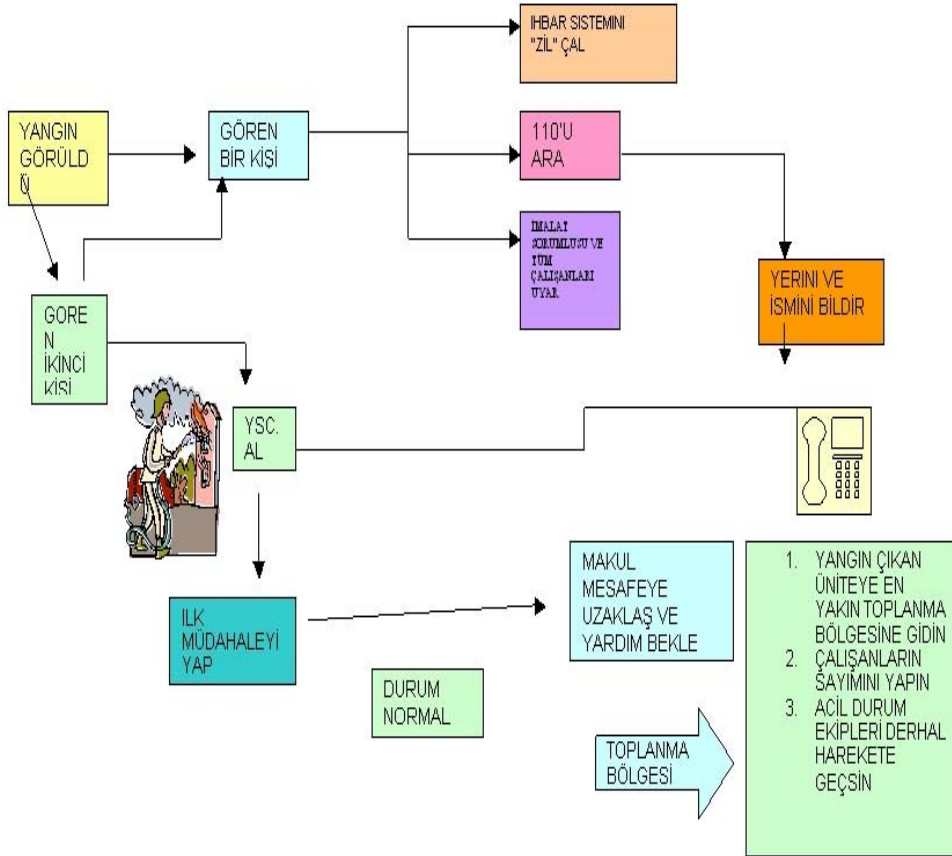 IHBAR SISTEMINI
"ZİL" ÇAL
YANGIN
GÖRÜLD
Ü
GÖREN
BİR KİŞİ
110'U
ARA
İMALAT
SORUMLUSU VE
TÜM
ÇALIŞANLARI
UYAR
YERINI VE
İSMİNİ BİLDİR
GÖRE
N
İKİNCİ
KİŞİ
YSC.
AL
ILK
MÜDAHALEYİ
YAP
DURUM
NORMAL
MAKUL
MESAFEYE
UZAKLAŞ VE
YARDIM BEKLE
TOPLANMA
BÖLGESİ
1. YANGIN ÇIKAN
ÜNİTEYE EN
YAKIN TOPLANMA
BÖLGESİNE GİDİN
2. ÇALIŞANLARIN
SAYIMINI YAPIN
3. ACİL DURUM
EKİPLERİ DERHAL
HAREKETE
GEÇSİN